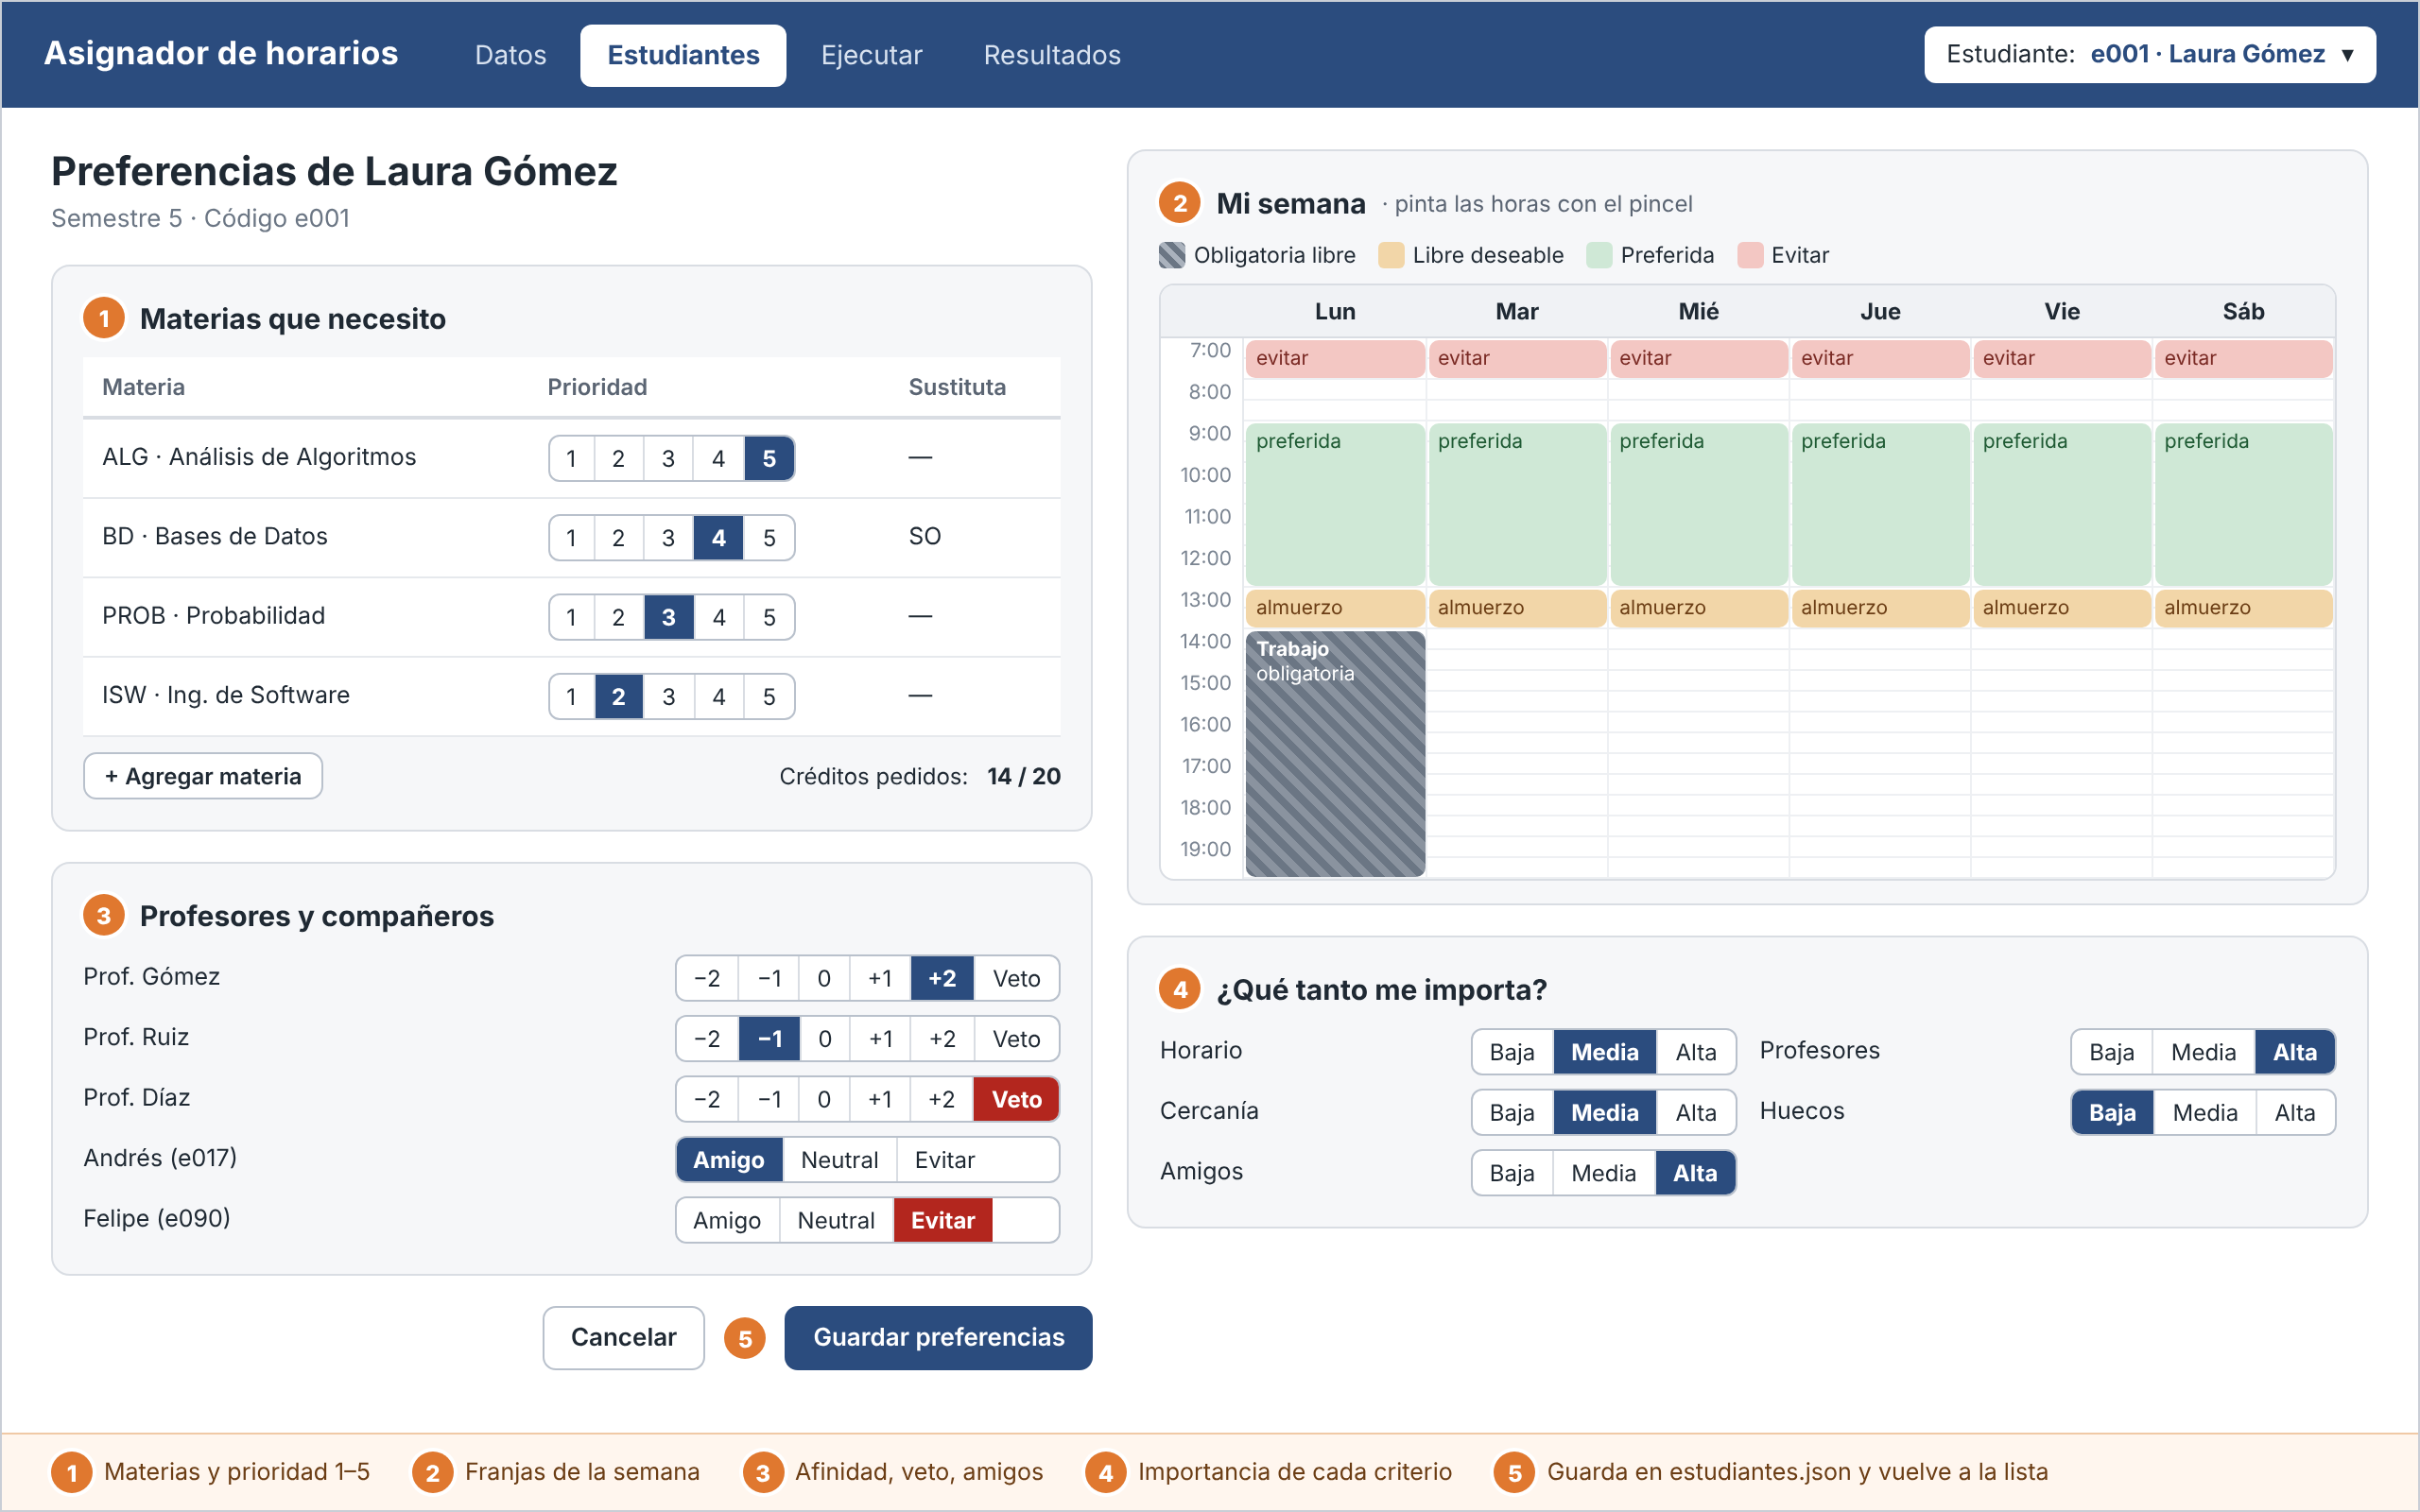 Asignador de horarios Datos Estudiantes Ejecutar Resultados Estudiante: e001 · Laura Gómez ▼
Preferencias de Laura Gómez
Semestre 5 · Código e001
1 Materias que necesito
Materia Prioridad Sustituta
ALG · Análisis de Algoritmos 1 2 3 4 5 —
BD · Bases de Datos 1 2 3 4 5 SO
PROB · Probabilidad 1 2 3 4 5 —
ISW · Ing. de Software 1 2 3 4 5 —
+ Agregar materia Créditos pedidos: 14 / 20
3 Profesores y compañeros
Prof. Gómez −2 −1 0 +1 +2 Veto
Prof. Ruiz −2 −1 0 +1 +2 Veto
Prof. Díaz −2 −1 0 +1 +2 Veto
Andrés (e017) Amigo Neutral Evitar
Felipe (e090) Amigo Neutral Evitar
Cancelar 5 Guardar preferencias
2 Mi semana · pinta las horas con el pincel
Obligatoria libre Libre deseable Preferida Evitar
Lun Mar Mié Jue Vie Sáb
7:00 evitar evitar evitar evitar evitar evitar
8:00
9:00 preferida preferida preferida preferida preferida preferida
10:00
11:00
12:00
13:00 almuerzo almuerzo almuerzo almuerzo almuerzo almuerzo
14:00 Trabajo
obligatoria
15:00
16:00
17:00
18:00
19:00
4 ¿Qué tanto me importa?
Horario Baja Media Alta Profesores Baja Media Alta
Cercanía Baja Media Alta Huecos Baja Media Alta
Amigos Baja Media Alta
1 Materias y prioridad 1–5 2 Franjas de la semana 3 Afinidad, veto, amigos 4 Importancia de cada criterio 5 Guarda en estudiantes.json y vuelve a la lista